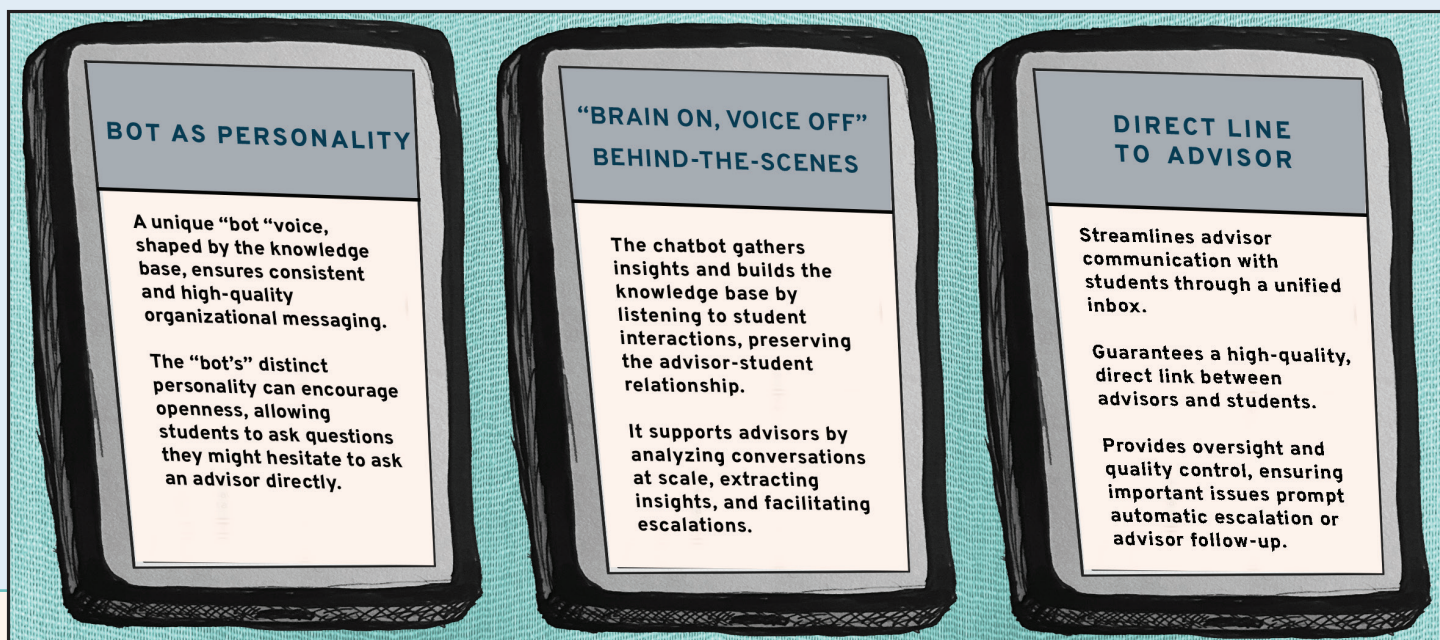 BOT AS PERSONALITY
A unique “bot “voice,
shaped by the knowledge
base, ensures consistent
and high-quality
organizational messaging.
The “bot’s” distinct
personality can encourage
openness, allowing
students to ask questions
they might hesitate to ask
an advisor directly.
“BRAIN ON, VOICE OFF”
BEHIND-THE-SCENES
The chatbot gathers
insights and builds the
knowledge base by
listening to student
interactions, preserving
the advisor-student
relationship.
It supports advisors by
analyzing conversations
at scale, extracting
insights, and facilitating
escalations.
DIRECT LINE
TO ADVISOR
Streamlines advisor
communication with
students through a unified
inbox.
Guarantees a high-quality,
direct link between
advisors and students.
Provides oversight and
quality control, ensuring
important issues prompt
automatic escalation or
advisor follow-up.